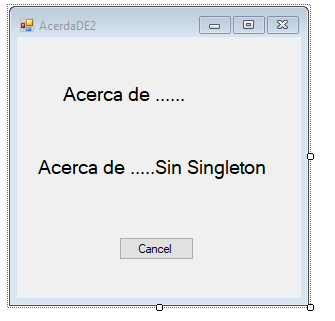 AcerdaDE2
Acerca de ......
Acerca de .....Sin Singleton
Cancel